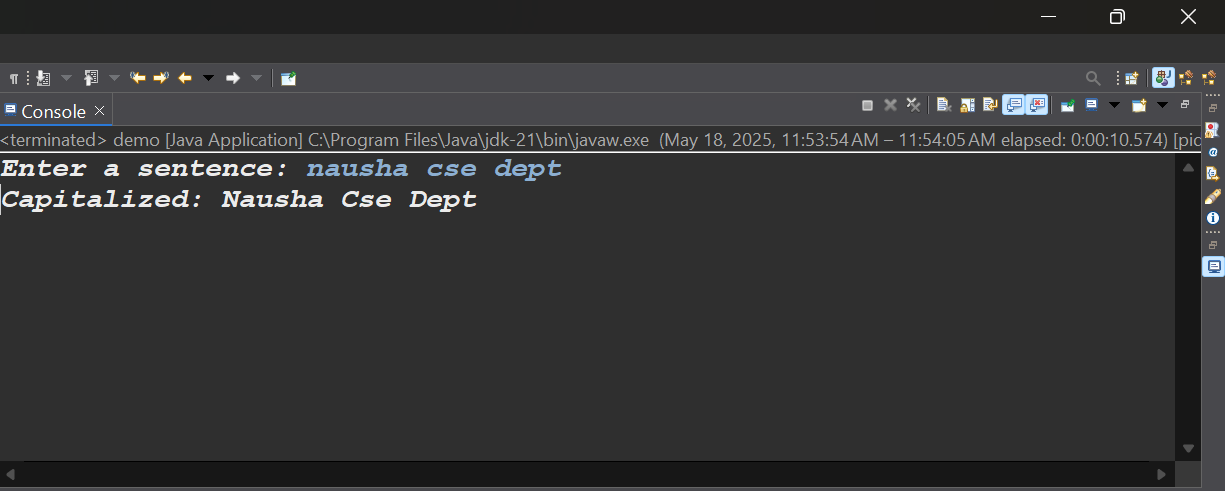 Console
<terminated> demo [Java Application] C:\Program Files\Java\jdk-21\bin\javaw.exe (May 18, 2025, 11:53:54 AM – 11:54:05 AM elapsed: 0:00:10.574) [pid
Enter a sentence: nausha cse dept
Capitalized: Nausha Cse Dept